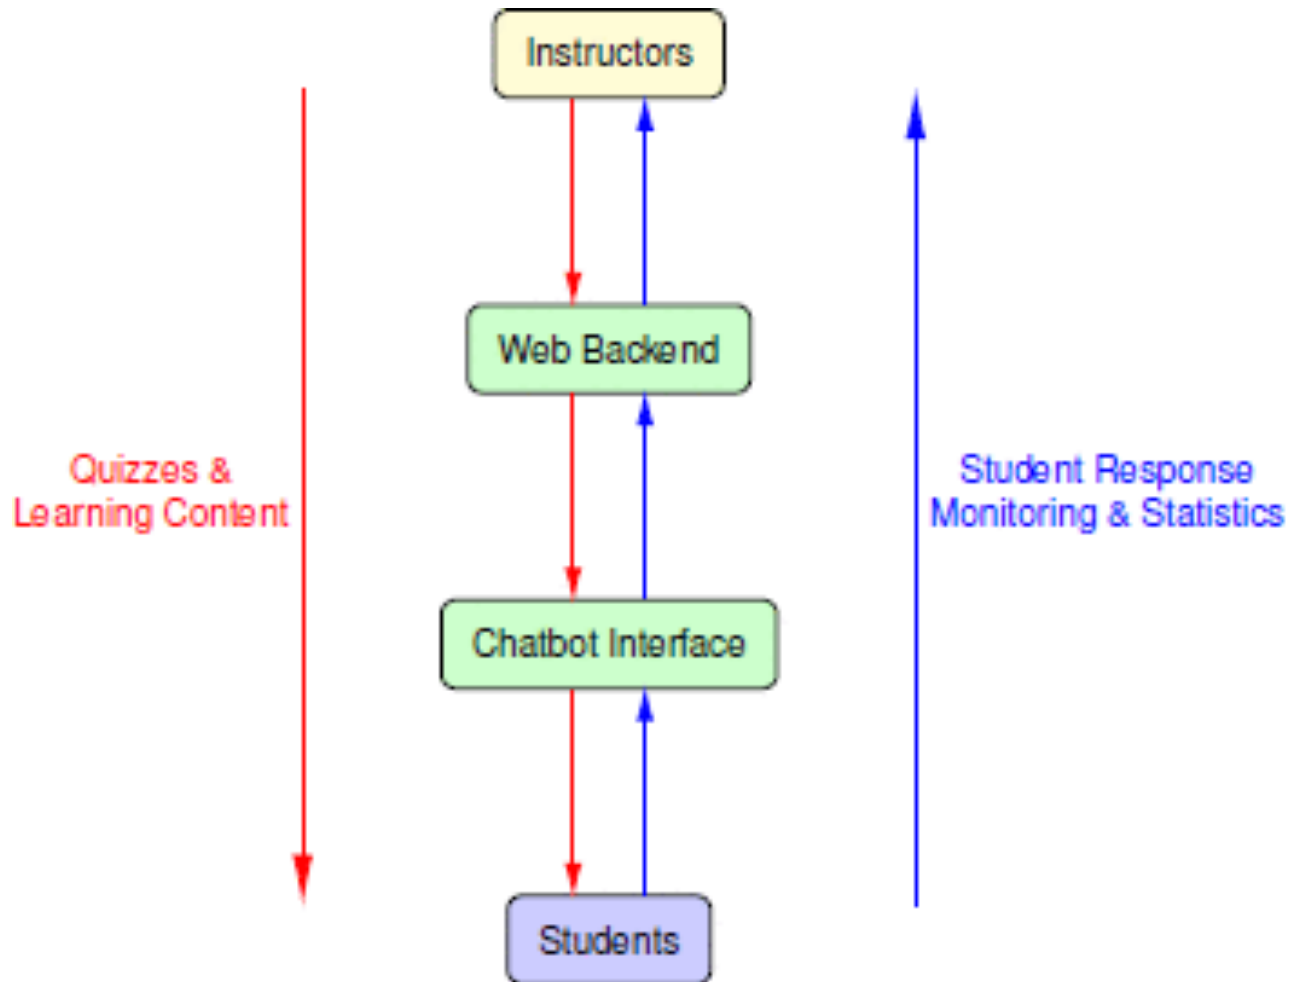 Instructors
Web Backend
Quizzes &
Learning Content
Student Response
Monitoring & Statistics
Chatbot Interface
Students